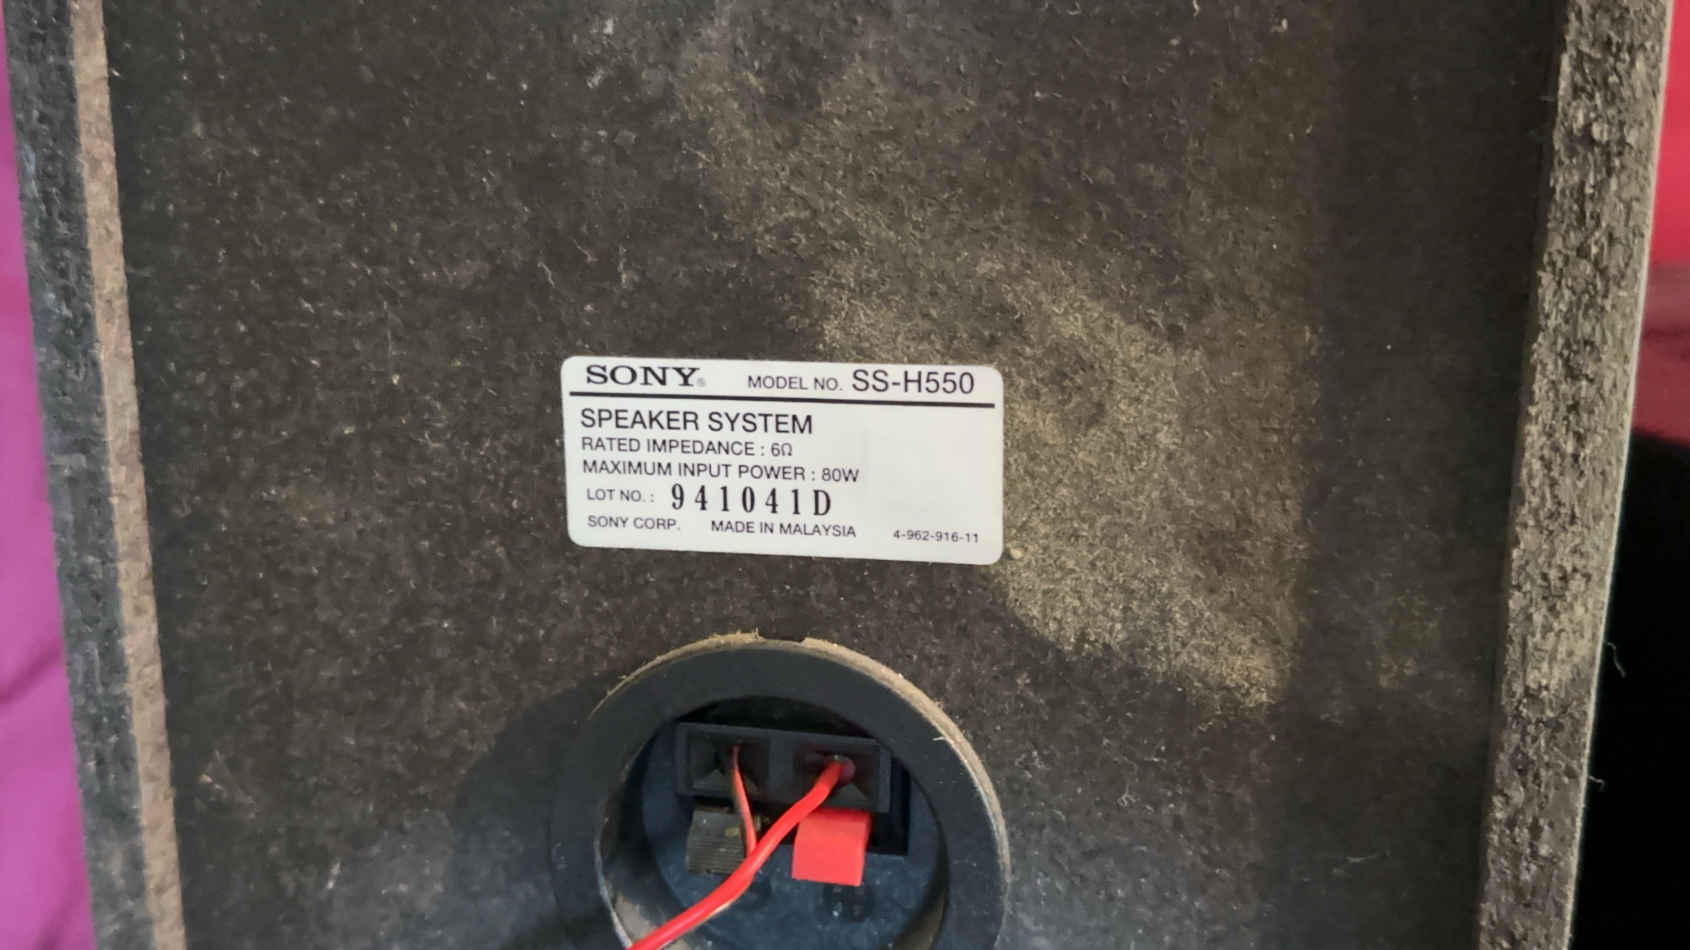 SONY® MODEL NO. SS-H550
SPEAKER SYSTEM
RATED IMPEDANCE : 6Ω
MAXIMUM INPUT POWER : 80W
LOT NO. : 941041D
SONY CORP. MADE IN MALAYSIA 4-962-916-11